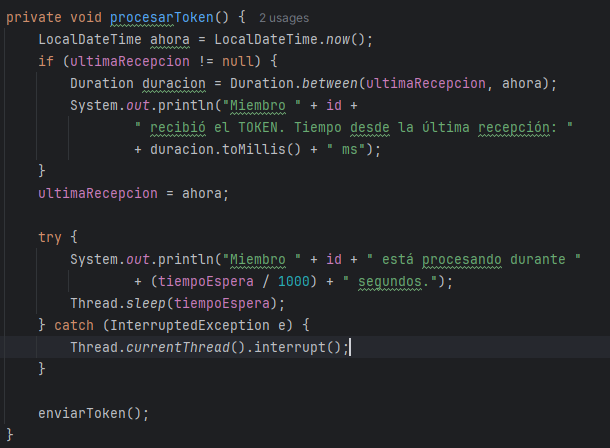 private void procesarToken() {  2 usages
    LocalDateTime ahora = LocalDateTime.now();
    if (ultimaRecepcion != null) {
        Duration duracion = Duration.between(ultimaRecepcion, ahora);
        System.out.println("Miembro " + id +
                " recibió el TOKEN. Tiempo desde la última recepción: "
                + duracion.toMillis() + " ms");
    }
    ultimaRecepcion = ahora;

    try {
        System.out.println("Miembro " + id + " está procesando durante "
                + (tiempoEspera / 1000) + " segundos.");
        Thread.sleep(tiempoEspera);
    } catch (InterruptedException e) {
        Thread.currentThread().interrupt();
    }

    enviarToken();
}